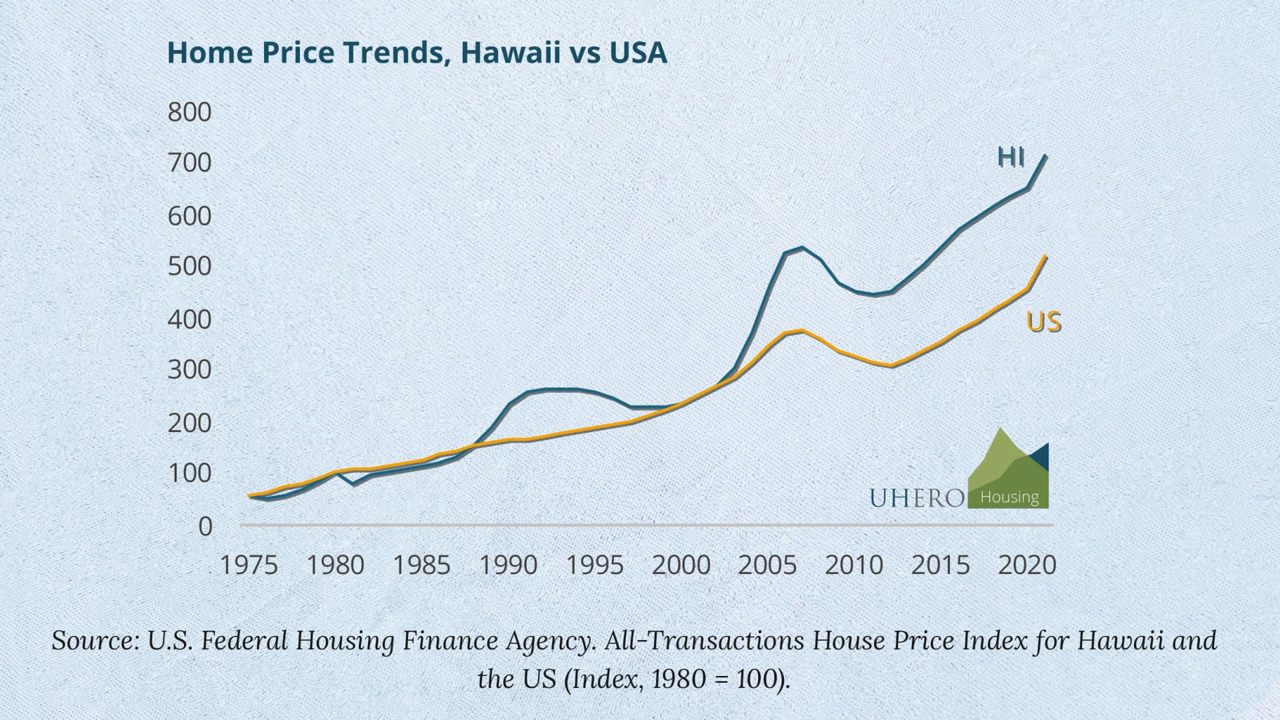 Home Price Trends, Hawaii vs USA
800
700
600
500
400
300
200
100
0
HI
US
UHERO Housing
1975 1980 1985 1990 1995 2000 2005 2010 2015 2020
Source: U.S. Federal Housing Finance Agency. All-Transactions House Price Index for Hawaii and
the US (Index, 1980 = 100).